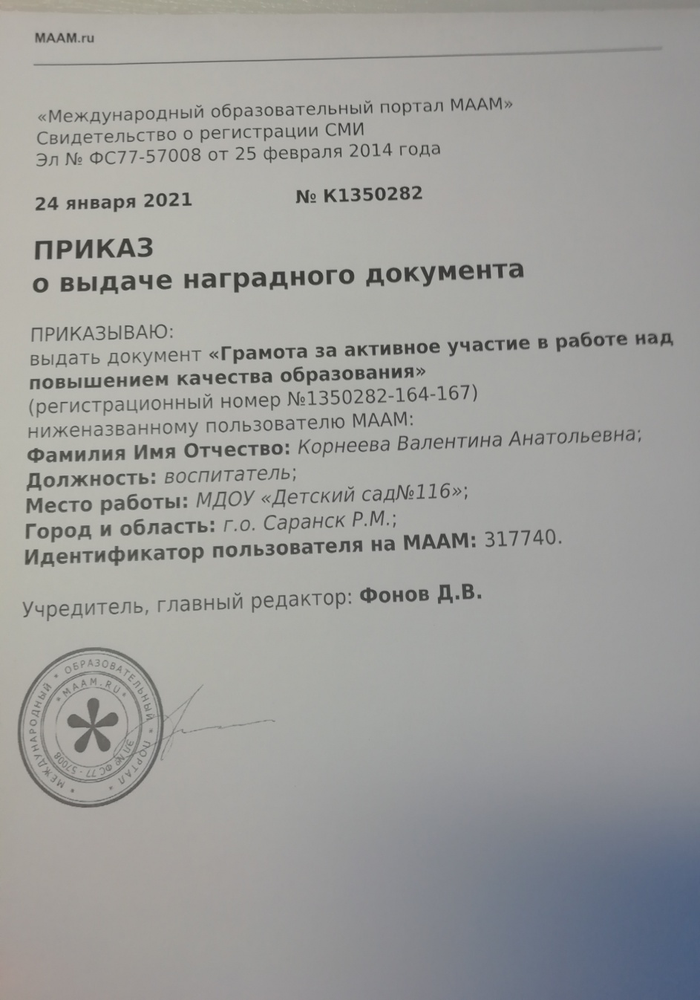 MAAM.ru
«Международный образовательный портал МААМ»
Свидетельство о регистрации СМИ
Эл № ФС77-57008 от 25 февраля 2014 года
24 января 2021 № К1350282
ПРИКАЗ
о выдаче наградного документа
ПРИКАЗЫВАЮ:
выдать документ «Грамота за активное участие в работе над
повышением качества образования»
(регистрационный номер №1350282-164-167)
ниженазванному пользователю МААМ:
Фамилия Имя Отчество: Корнеева Валентина Анатольевна;
Должность: воспитатель;
Место работы: МДОУ «Детский сад№116»;
Город и область: г.о. Саранск Р.М.;
Идентификатор пользователя на МААМ: 317740.
Учредитель, главный редактор: Фонов Д.В.
* МЕЖДУНАРОДНЫЙ * ОБРАЗОВАТЕЛЬНЫЙ * ПОРТАЛ *
* MAAM.RU *
ЭЛ № ФС 77 - 57008